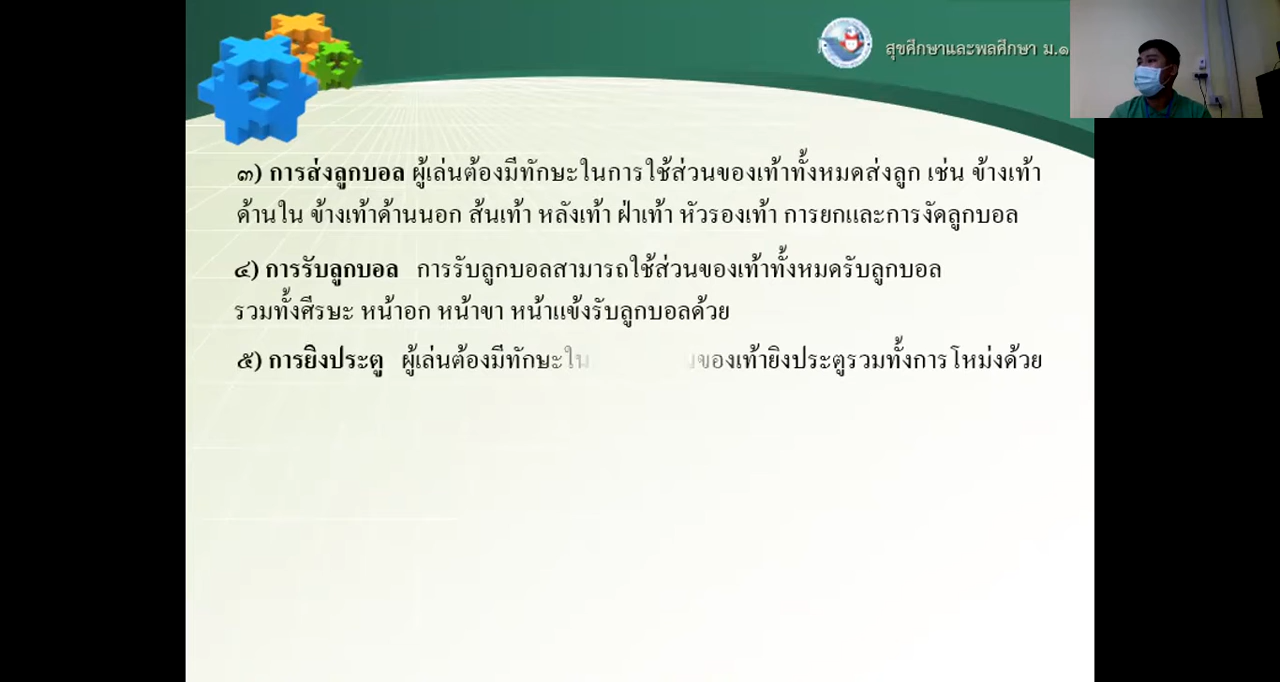 สุขศึกษาและพลศึกษา ม.๑
๓) การส่งลูกบอล ผู้เล่นต้องมีทักษะในการใช้ส่วนของเท้าทั้งหมดส่งลูก เช่น ข้างเท้า
ด้านใน ข้างเท้าด้านนอก ส้นเท้า หลังเท้า ฝ่าเท้า หัวรองเท้า การยกและการงัดลูกบอล
๔) การรับลูกบอล การรับลูกบอลสามารถใช้ส่วนของเท้าทั้งหมดรับลูกบอล
รวมทั้งศีรษะ หน้าอก หน้าขา หน้าแข้งรับลูกบอลด้วย
๕) การยิงประตู ผู้เล่นต้องมีทักษะใน ของเท้ายิงประตูรวมทั้งการโหม่งด้วย